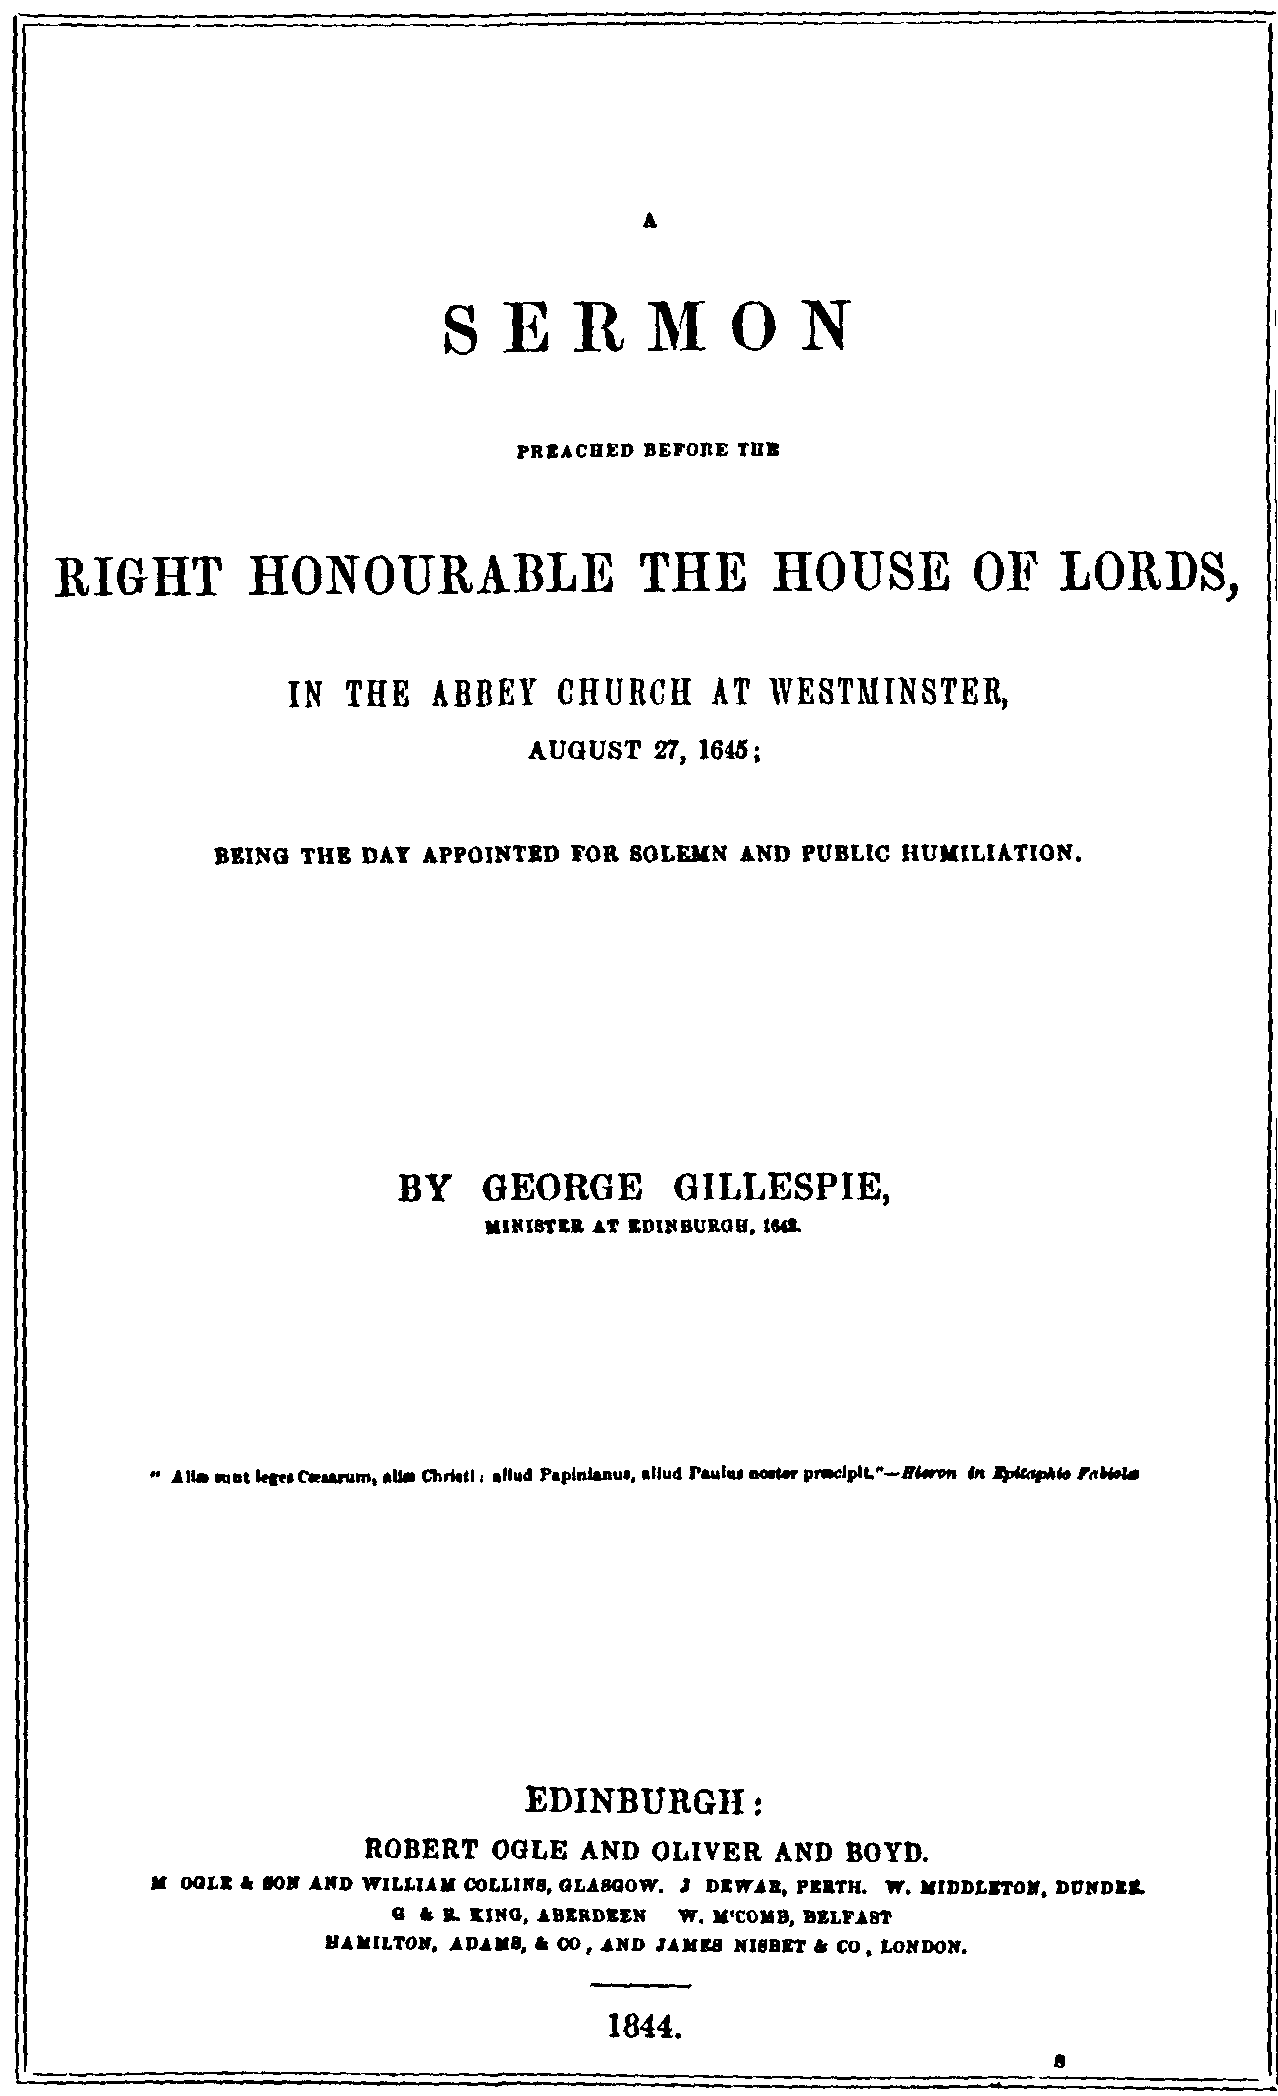 A
SERMON
PREACHED BEFORE THE
RIGHT HONOURABLE THE HOUSE OF LORDS,
IN THE ABBEY CHURCH AT WESTMINSTER,
AUGUST 27, 1645;
BEING THE DAY APPOINTED FOR SOLEMN AND PUBLIC HUMILIATION.
BY GEORGE GILLESPIE,
MINISTER AT EDINBURGH, 1642.
" Aliæ sunt leges Cæsarum, aliæ Christi: aliud Papinianus, aliud Paulus noster præcipit."—Hieron in Epitaphio Fabiolæ
EDINBURGH:
ROBERT OGLE AND OLIVER AND BOYD.
M OGLE & SON AND WILLIAM COLLINS, GLASGOW. J DEWAR, PERTH. W. MIDDLETON, DUNDEE.
G & R. KING, ABERDEEN W. M'COMB, BELFAST
HAMILTON, ADAMS, & CO, AND JAMES NISBET & CO, LONDON.
1844.